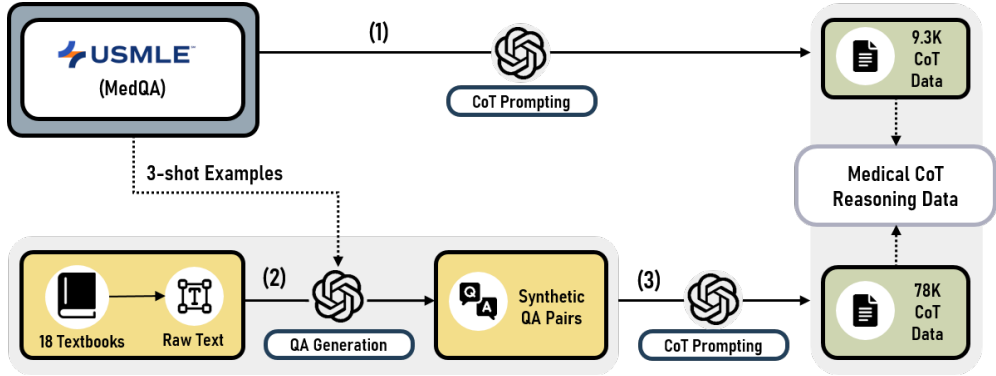 USMLE™
(MedQA)
(1)
CoT Prompting
9.3K
CoT
Data
3-shot Examples
Medical CoT
Reasoning Data
18 Textbooks
T
Raw Text
(2)
QA Generation
Q
A
Synthetic
QA Pairs
(3)
CoT Prompting
78K
CoT
Data